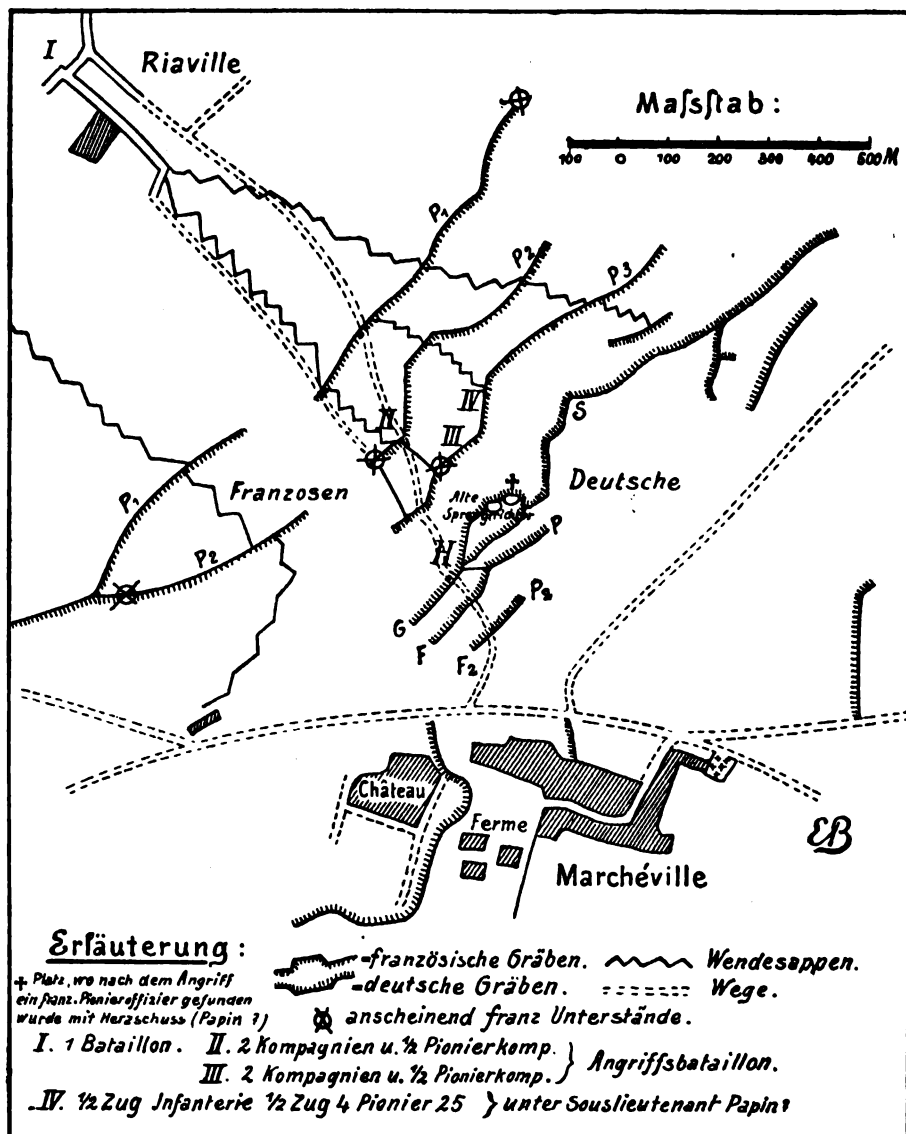 I
Riaville
Maſsſtab:
100 0 100 200 300 400 500M
P1
P2
P3
II
IV
III
S
Franzosen
Deutsche
Alte
Sprengtrichter
P1
P2
H
P
G
F
P2
F2
Château
Ferme
Marchéville
EB
Erläuterung:
+ Platz, wo nach dem Angriff
ein franz. Pionieroffizier gefunden
wurde mit Herzschuss (Papin ?)
=französische Gräben.
=deutsche Gräben.
Wendesappen.
Wege.
anscheinend franz Unterstände.
I. 1 Bataillon. II. 2 Kompagnien u. ½ Pionierkomp.
III. 2 Kompagnien u. ½ Pionierkomp. } Angriffsbataillon.
IV. ½ Zug Jnfanterie ½ Zug 4 Pionier 25 } unter Souslieutenant Papin?